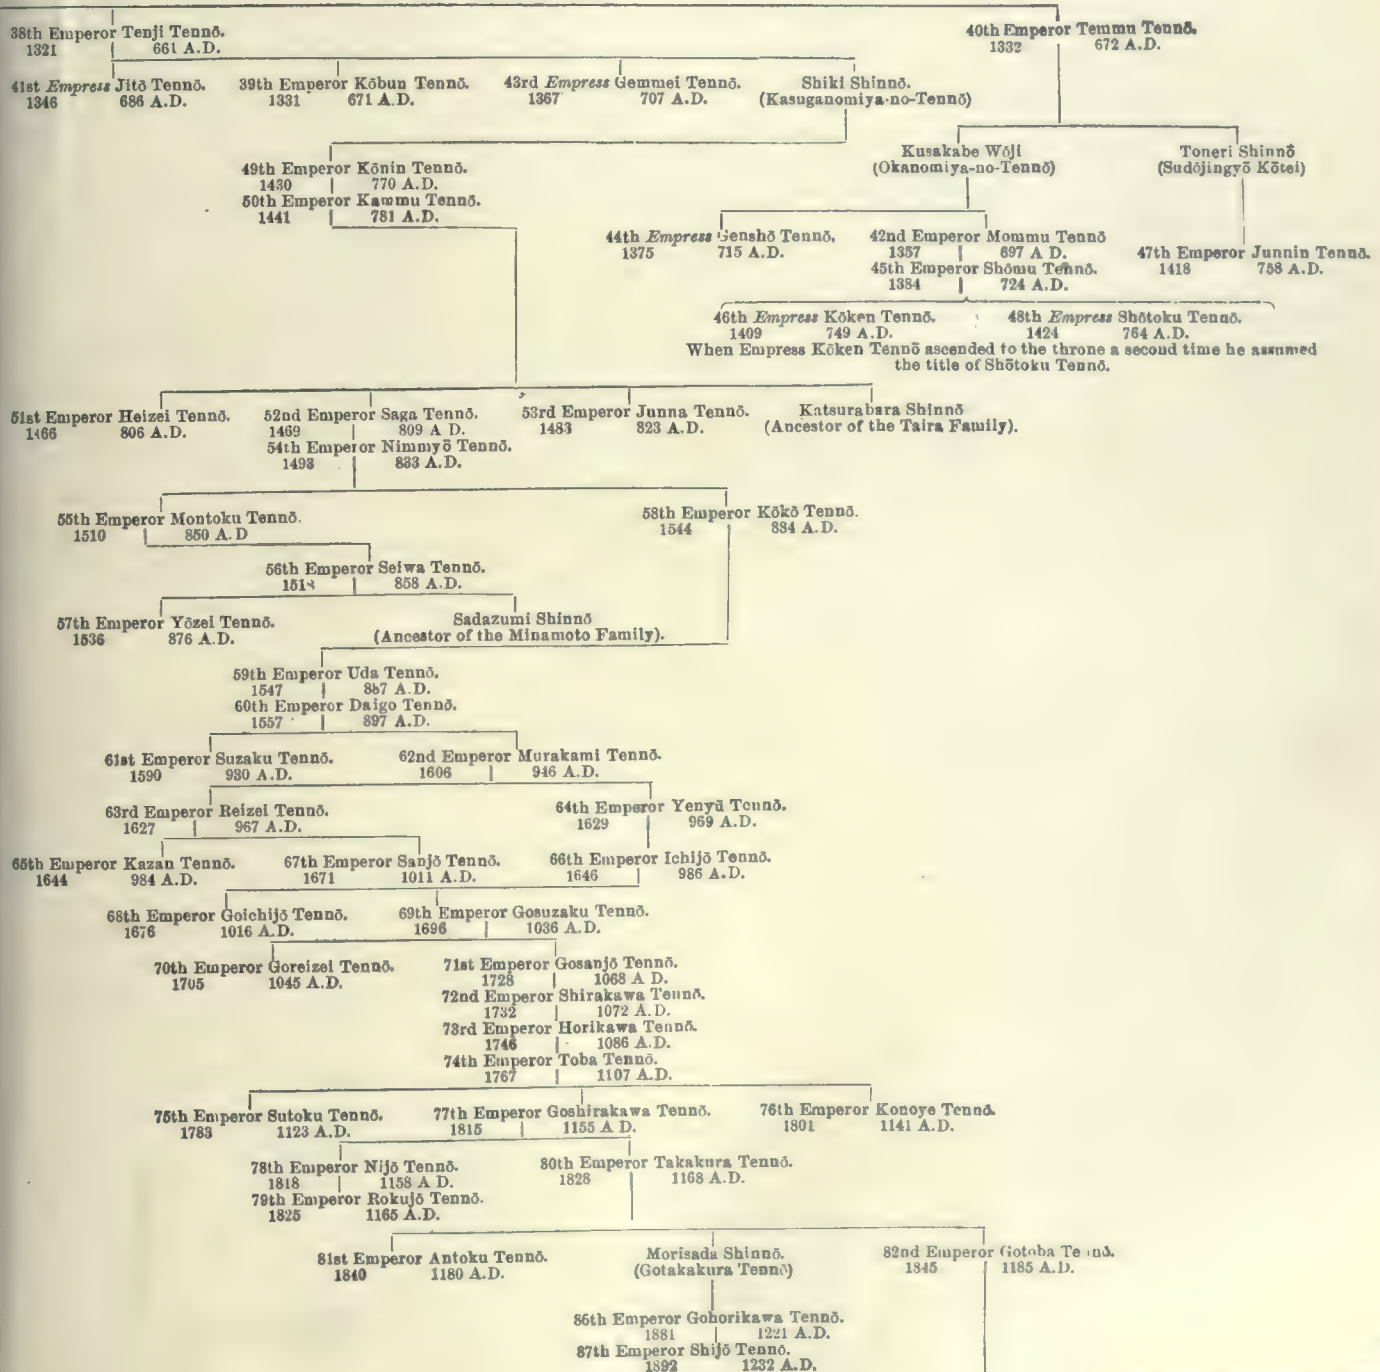 38th Emperor Tenji Tennō. 40th Emperor Temmu Tennō.
1321 661 A.D. 1332 672 A.D.
41st Empress Jitō Tennō. 39th Emperor Kōbun Tennō. 43rd Empress Gemmei Tennō. Shiki Shinnō.
1346 686 A.D. 1331 671 A.D. 1367 707 A.D. (Kasuganomiya-no-Tennō)
Kusakabe Wōji Toneri Shinnō
(Okanomiya-no-Tennō) (Sudōjingyō Kōtei)
49th Emperor Kōnin Tennō.
1430 770 A.D.
50th Emperor Kammu Tennō.
1441 781 A.D.
44th Empress Genshō Tennō. 42nd Emperor Mommu Tennō
1375 715 A.D. 1357 697 A D.
47th Emperor Junnin Tennō.
1418 758 A.D.
45th Emperor Shōmu Tennō.
1384 724 A.D.
46th Empress Kōken Tennō. 48th Empress Shōtoku Tennō.
1409 749 A.D. 1424 764 A.D.
When Empress Kōken Tennō ascended to the throne a second time he assumed
the title of Shōtoku Tennō.
51st Emperor Heizei Tennō. 52nd Emperor Saga Tennō. 53rd Emperor Junna Tennō. Katsurabara Shinnō
1466 806 A.D. 1469 809 A D. 1483 823 A.D. (Ancestor of the Taira Family).
54th Emperor Nimmyō Tennō.
1493 833 A.D.
55th Emperor Montoku Tennō. 58th Emperor Kōkō Tennō.
1510 850 A.D 1544 884 A.D.
56th Emperor Seiwa Tennō.
1518 858 A.D.
57th Emperor Yōzei Tennō. Sadazumi Shinnō
1536 876 A.D. (Ancestor of the Minamoto Family).
59th Emperor Uda Tennō.
1547 887 A.D.
60th Emperor Daigo Tennō.
1557 897 A.D.
61st Emperor Suzaku Tennō. 62nd Emperor Murakami Tennō.
1590 930 A.D. 1606 946 A.D.
63rd Emperor Reizei Tennō. 64th Emperor Yenyū Tennō.
1627 967 A.D. 1629 969 A.D.
65th Emperor Kazan Tennō. 67th Emperor Sanjō Tennō. 66th Emperor Ichijō Tennō.
1644 984 A.D. 1671 1011 A.D. 1646 986 A.D.
68th Emperor Goichijō Tennō. 69th Emperor Gosuzaku Tennō.
1676 1016 A.D. 1696 1036 A.D.
70th Emperor Goreizei Tennō. 71st Emperor Gosanjō Tennō.
1705 1045 A.D. 1728 1068 A D.
72nd Emperor Shirakawa Tennō.
1732 1072 A.D.
73rd Emperor Horikawa Tennō.
1746 1086 A.D.
74th Emperor Toba Tennō.
1767 1107 A.D.
75th Emperor Sutoku Tennō. 77th Emperor Goshirakawa Tennō. 76th Emperor Konoye Tennō.
1783 1123 A.D. 1815 1155 A D. 1801 1141 A.D.
78th Emperor Nijō Tennō. 80th Emperor Takakura Tennō.
1818 1158 A D. 1828 1168 A.D.
79th Emperor Rokujō Tennō.
1825 1165 A.D.
81st Emperor Antoku Tennō. Morisada Shinnō. 82nd Emperor Gotoba Tennō.
1840 1180 A.D. (Gotakakura Tennō) 1845 1185 A.D.
86th Emperor Gohorikawa Tennō.
1881 1221 A.D.
87th Emperor Shijō Tennō.
1892 1232 A.D.